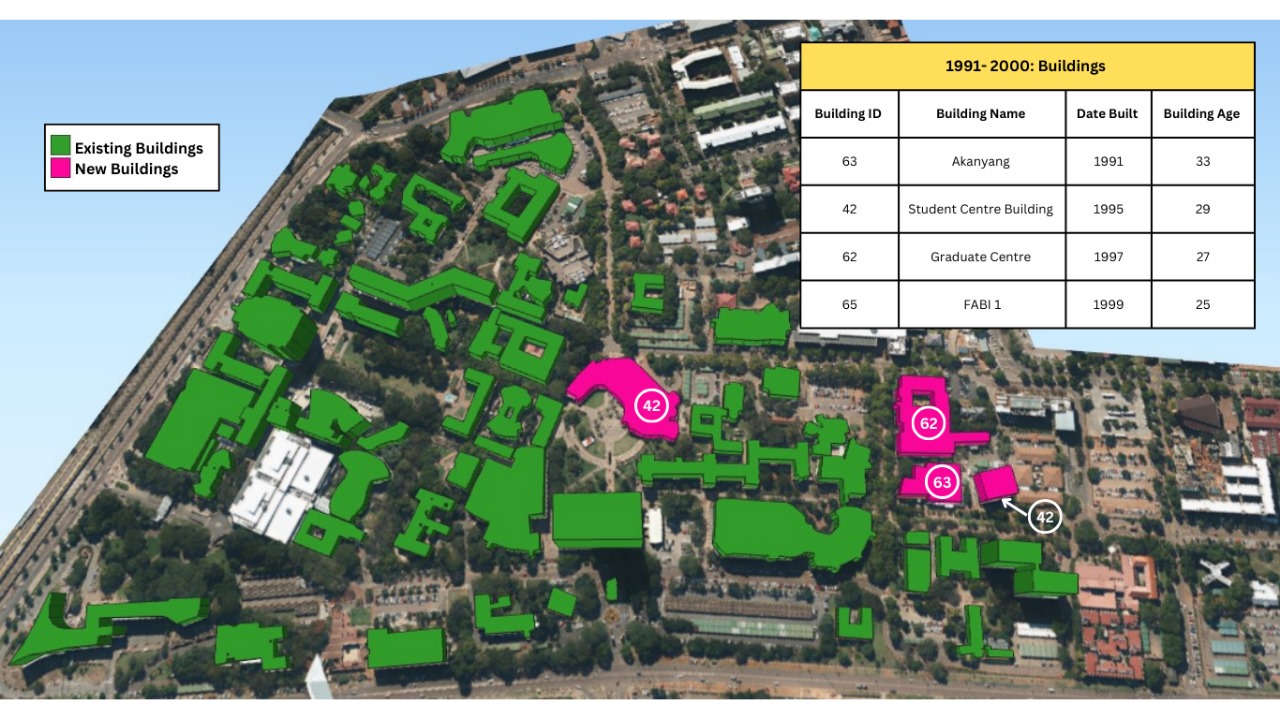 1991- 2000: Buildings
Building ID Building Name Date Built Building Age
63 Akanyang 1991 33
42 Student Centre Building 1995 29
62 Graduate Centre 1997 27
65 FABI 1 1999 25
Existing Buildings
New Buildings
42
62
63
42